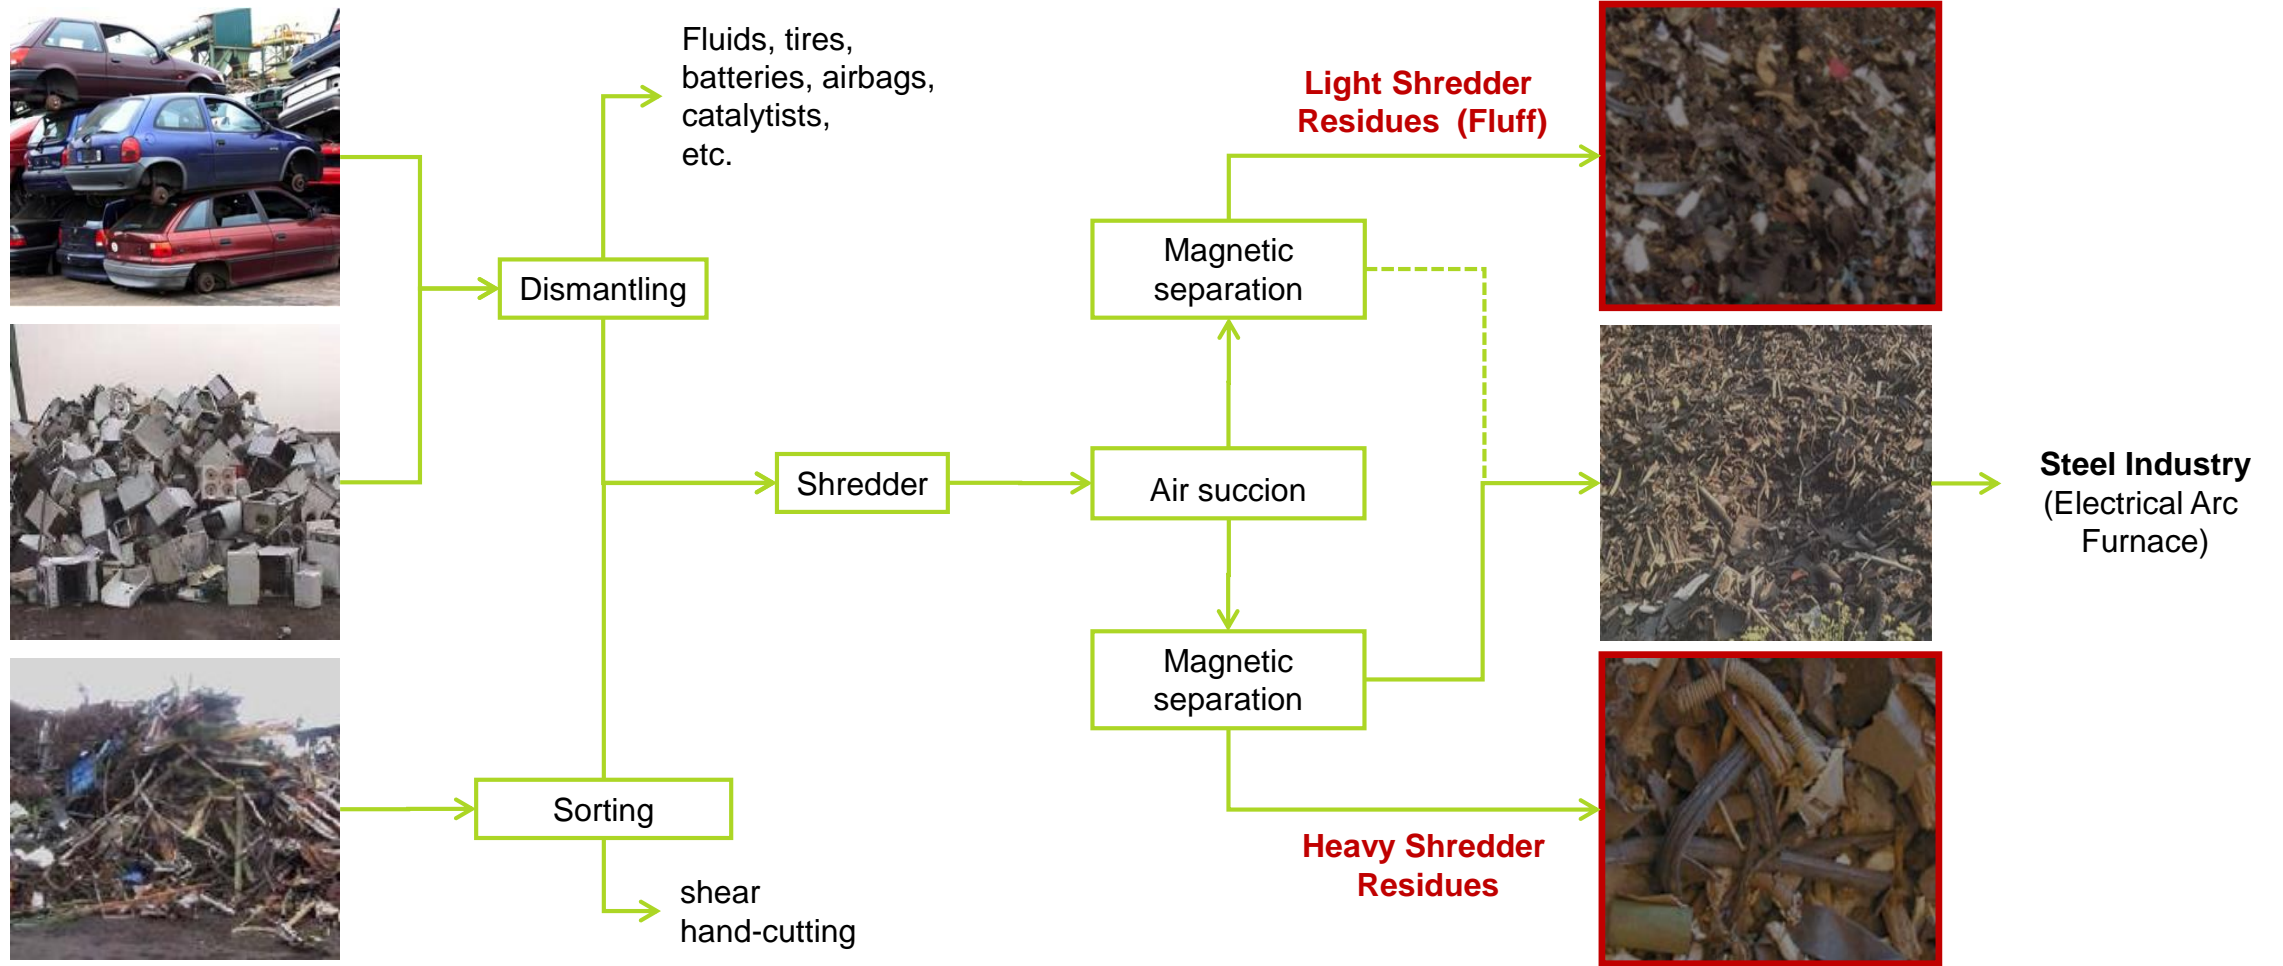 Fluids, tires,
batteries, airbags,
catalytists,
etc.
Light Shredder
Residues (Fluff)
Dismantling
Magnetic
separation
Shredder
Air succion
Steel Industry
(Electrical Arc
Furnace)
Magnetic
separation
Sorting
Heavy Shredder
Residues
shear
hand-cutting